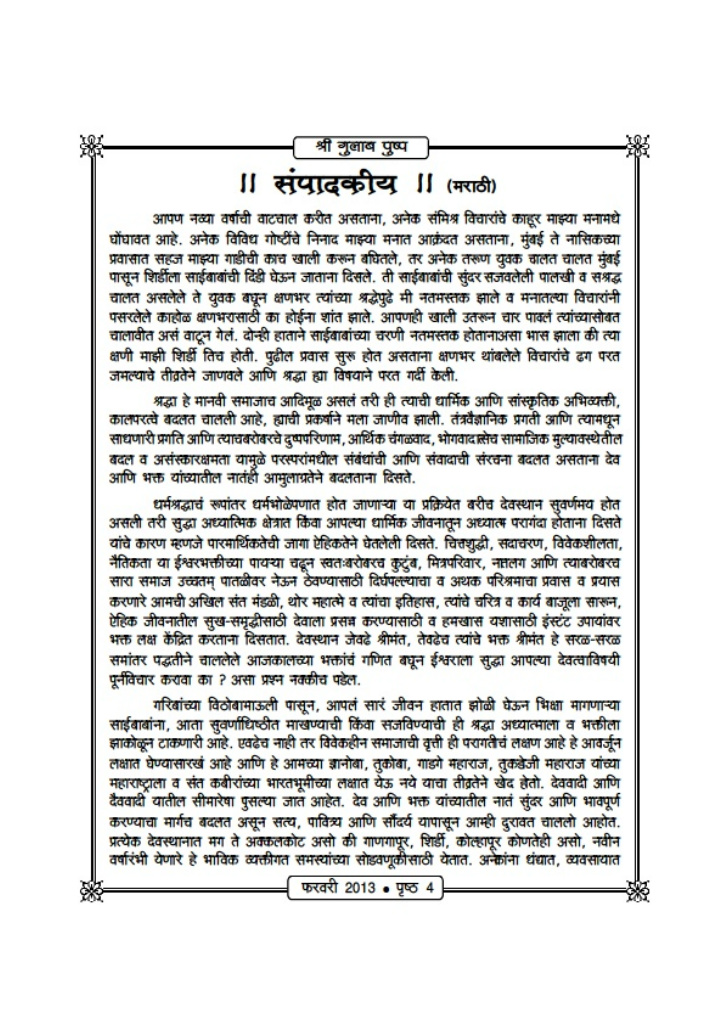 श्री गुलाब पुष्प
॥ संपादकीय ॥ (मराठी)
आपण नव्या वर्षाची वाटचाल करीत असताना, अनेक संमिश्र विचारांचे काहूर माझ्या मनामधे
घोंघावत आहे. अनेक विविध गोष्टींचे निनाद माझ्या मनात आक्रंदत असताना, मुंबई ते नासिकच्या
प्रवासात सहज माझ्या गाडीची काच खाली करून बघितले, तर अनेक तरूण युवक चालत चालत मुंबई
पासून शिर्डीला साईबाबांची दिंडी घेऊन जाताना दिसले. ती साईबाबांची सुंदर सजवलेली पालखी व सश्रद्ध
चालत असलेले ते युवक बघून क्षणभर त्यांच्या श्रद्धेपुढे मी नतमस्तक झाले व मनातल्या विचारांनी
पसरलेले काहोळ क्षणभरासाठी का होईना शांत झाले. आपणही खाली उतरून चार पावलं त्यांच्यासोबत
चालावीत असं वाटून गेलं. दोन्ही हाताने साईबाबांच्या चरणी नतमस्तक होतानाअसा भास झाला की त्या
क्षणी माझी शिर्डी तिच होती. पुढील प्रवास सुरू होत असताना क्षणभर थांबलेले विचारांचे ढग परत
जमल्याचे तीव्रतेने जाणवले आणि श्रद्धा ह्या विषयाने परत गर्दी केली.
श्रद्धा हे मानवी समाजाच आदिमूळ असलं तरी ही त्याची धार्मिक आणि सांस्कृतिक अभिव्यक्ती,
कालपरत्वे बदलत चालली आहे, ह्याची प्रकर्षाने मला जाणीव झाली. तंत्रवैज्ञानिक प्रगती आणि त्यामधून
साधणारी प्रगति आणि त्याचबरोबरचे दुष्परिणाम, आर्थिक चंगळवाद, भोगवादासेच सामाजिक मुल्यावस्थेतील
बदल व असंस्कारक्षमता यामुळे परस्परांमधील संबंधांची आणि संवादाची संरचना बदलत असताना देव
आणि भक्त यांच्यातील नातंही आमुलाग्रतेने बदलताना दिसते.
धर्मश्रद्धाचं रूपांतर धर्मभोळेपणात होत जाणाऱ्या या प्रक्रियेत बरीच देवस्थान सुवर्णमय होत
असली तरी सुद्धा अध्यात्मिक क्षेत्रात किंवा आपल्या धार्मिक जीवनातून अध्यात्म परागंदा होताना दिसते
यांचे कारण म्हणजे पारमार्थिकतेची जागा ऐहिकतेने घेतलेली दिसते. चित्तशुद्धी, सदाचरण, विवेकशीलता,
नैतिकता या ईश्वरभक्तीच्या पायऱ्या चढून स्वतःबरोबरच कुटुंब, मित्रपरिवार, नातलग आणि त्याबरोबरच
सारा समाज उच्चतम् पातळीवर नेऊन ठेवण्यासाठी दिर्घपल्ल्याचा व अथक परिश्रमाचा प्रवास व प्रयास
करणारे आमची अखिल संत मंडळी, थोर महात्मे व त्यांचा इतिहास, त्यांचे चरित्र व कार्य बाजूला सारून,
ऐहिक जीवनातील सुख-समृद्धीसाठी देवाला प्रसन्न करण्यासाठी व हमखास यशासाठी इंस्टंट उपायांवर
भक्त लक्ष केंद्रित करताना दिसतात. देवस्थान जेवढे श्रीमंत, तेवढेच त्यांचे भक्त श्रीमंत हे सरळ-सरळ
समांतर पद्धतीने चाललेले आजकालच्या भक्तांचं गणित बघून ईश्वराला सुद्धा आपल्या देवत्वाविषयी
पूर्नविचार करावा का ? असा प्रश्न नक्कीच पडेल.
गरिबांच्या विठोबामाऊली पासून, आपलं सारं जीवन हातात झोळी घेऊन भिक्षा मागणाऱ्या
साईबाबांना, आता सुवर्णाधिष्ठीत माखण्याची किंवा सजविण्याची ही श्रद्धा अध्यात्माला व भक्तीला
झाकोळून टाकणारी आहे. एवढेच नाही तर विवेकहीन समाजाची वृत्ती ही परागतीचं लक्षण आहे हे आवर्जून
लक्षात घेण्यासारखं आहे आणि हे आमच्या ज्ञानोबा, तुकोबा, गाडगे महाराज, तुकडोजी महाराज यांच्या
महाराष्ट्राला व संत कबीरांच्या भारतभूमीच्या लक्षात येऊ नये याचा तीव्रतेने खेद होतो. देववादी आणि
दैववादी यातील सीमारेषा पुसल्या जात आहेत. देव आणि भक्त यांच्यातील नातं सुंदर आणि भावपूर्ण
करण्याचा मार्गच बदलत असून सत्य, पावित्र्य आणि सौंदर्य यापासून आम्ही दुरावत चाललो आहोत.
प्रत्येक देवस्थानात मग ते अक्कलकोट असो की गाणगापूर, शिर्डी, कोल्हापूर कोणतेही असो, नवीन
वर्षारंभी येणारे हे भाविक व्यक्तीगत समस्यांच्या सोडवणूकीसाठी येतात. अनेकांना धंद्यात, व्यवसायात
फरवरी 2013 ● पृष्ठ 4